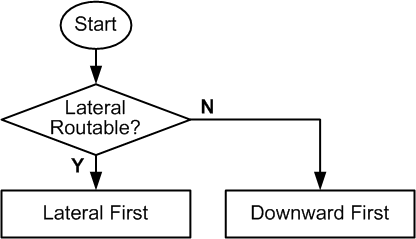 Start
Lateral
Routable?
N
Y
Lateral First
Downward First